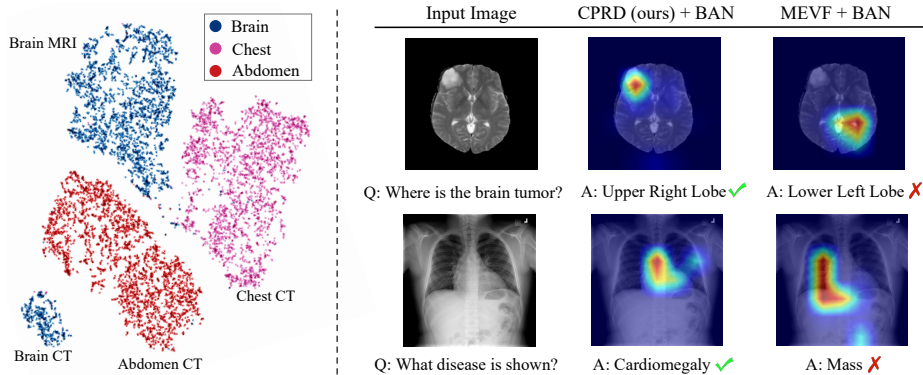 Brain MRI
Brain
Chest
Abdomen
Chest CT
Brain CT
Abdomen CT
Input Image
CPRD (ours) + BAN
MEVF + BAN
Q: Where is the brain tumor?
A: Upper Right Lobe ✓
A: Lower Left Lobe ✗
Q: What disease is shown?
A: Cardiomegaly ✓
A: Mass ✗